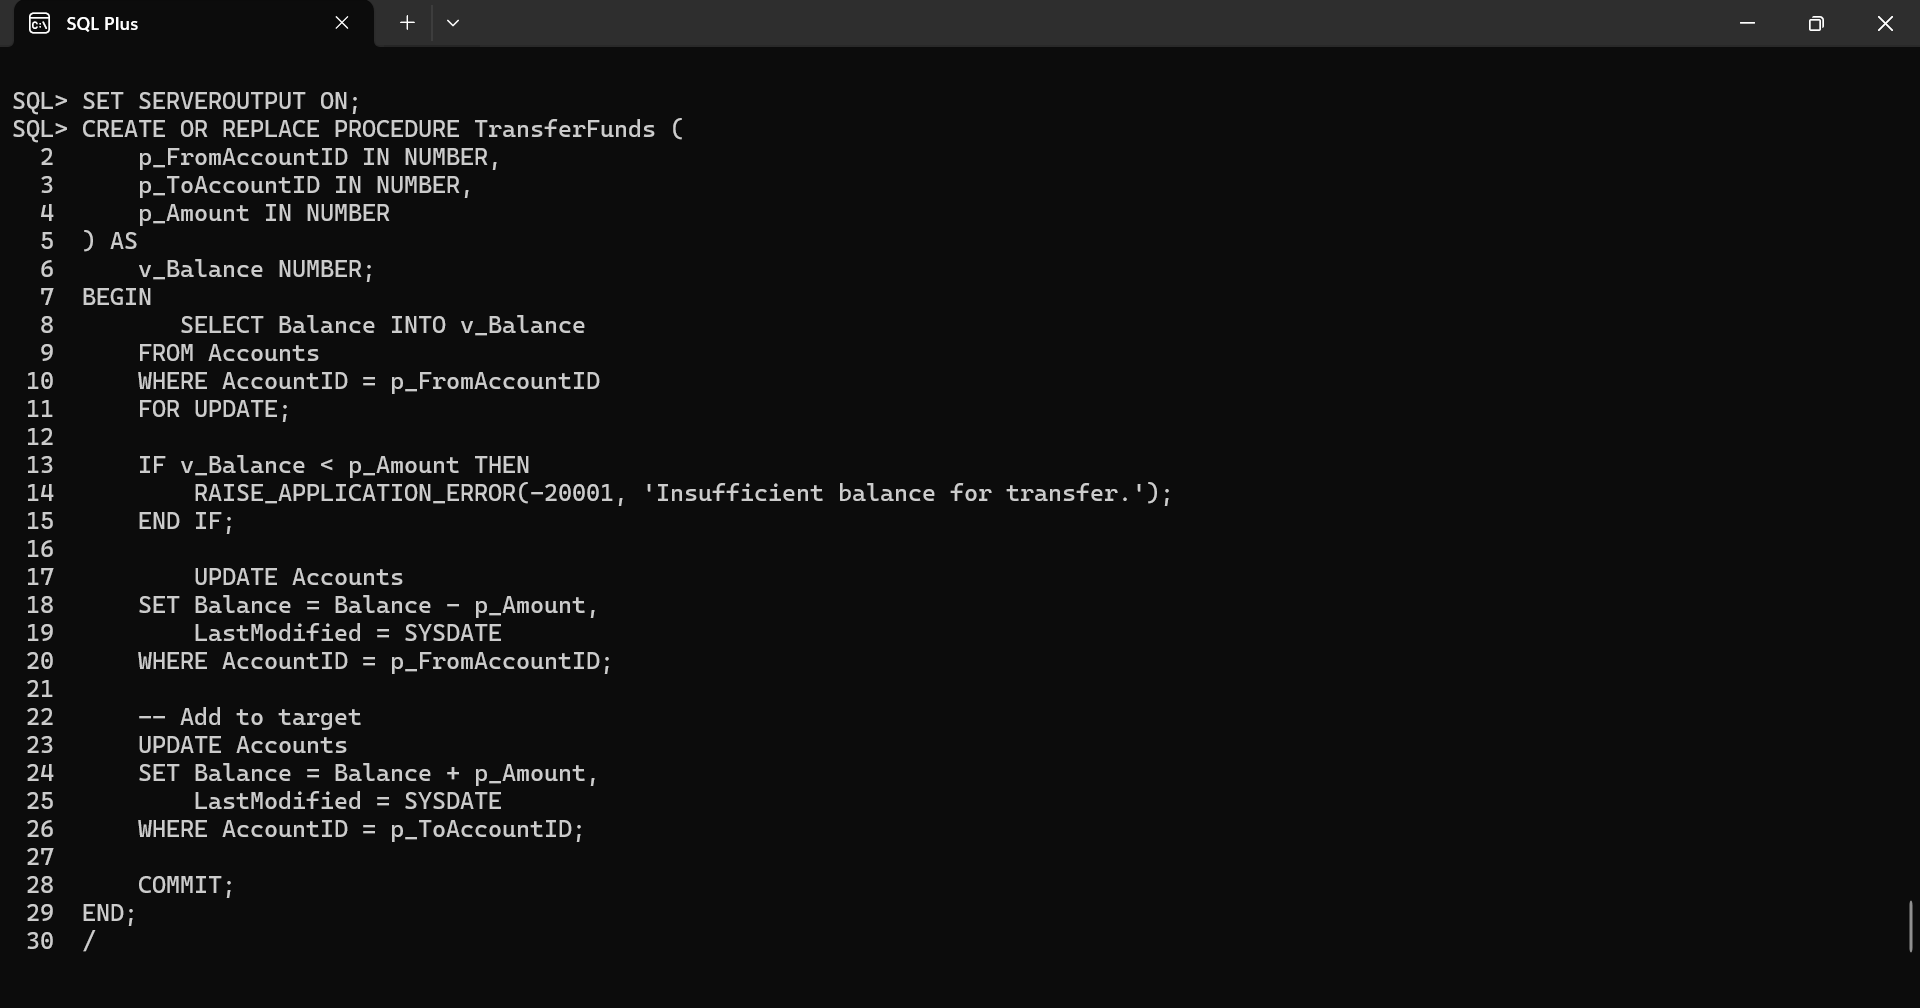 SQL Plus
SQL> SET SERVEROUTPUT ON;
SQL> CREATE OR REPLACE PROCEDURE TransferFunds (
  2      p_FromAccountID IN NUMBER,
  3      p_ToAccountID IN NUMBER,
  4      p_Amount IN NUMBER
  5  ) AS
  6      v_Balance NUMBER;
  7  BEGIN
  8         SELECT Balance INTO v_Balance
  9      FROM Accounts
 10      WHERE AccountID = p_FromAccountID
 11      FOR UPDATE;
 12
 13      IF v_Balance < p_Amount THEN
 14          RAISE_APPLICATION_ERROR(-20001, 'Insufficient balance for transfer.');
 15      END IF;
 16
 17          UPDATE Accounts
 18      SET Balance = Balance - p_Amount,
 19          LastModified = SYSDATE
 20      WHERE AccountID = p_FromAccountID;
 21
 22      -- Add to target
 23      UPDATE Accounts
 24      SET Balance = Balance + p_Amount,
 25          LastModified = SYSDATE
 26      WHERE AccountID = p_ToAccountID;
 27
 28      COMMIT;
 29  END;
 30  /